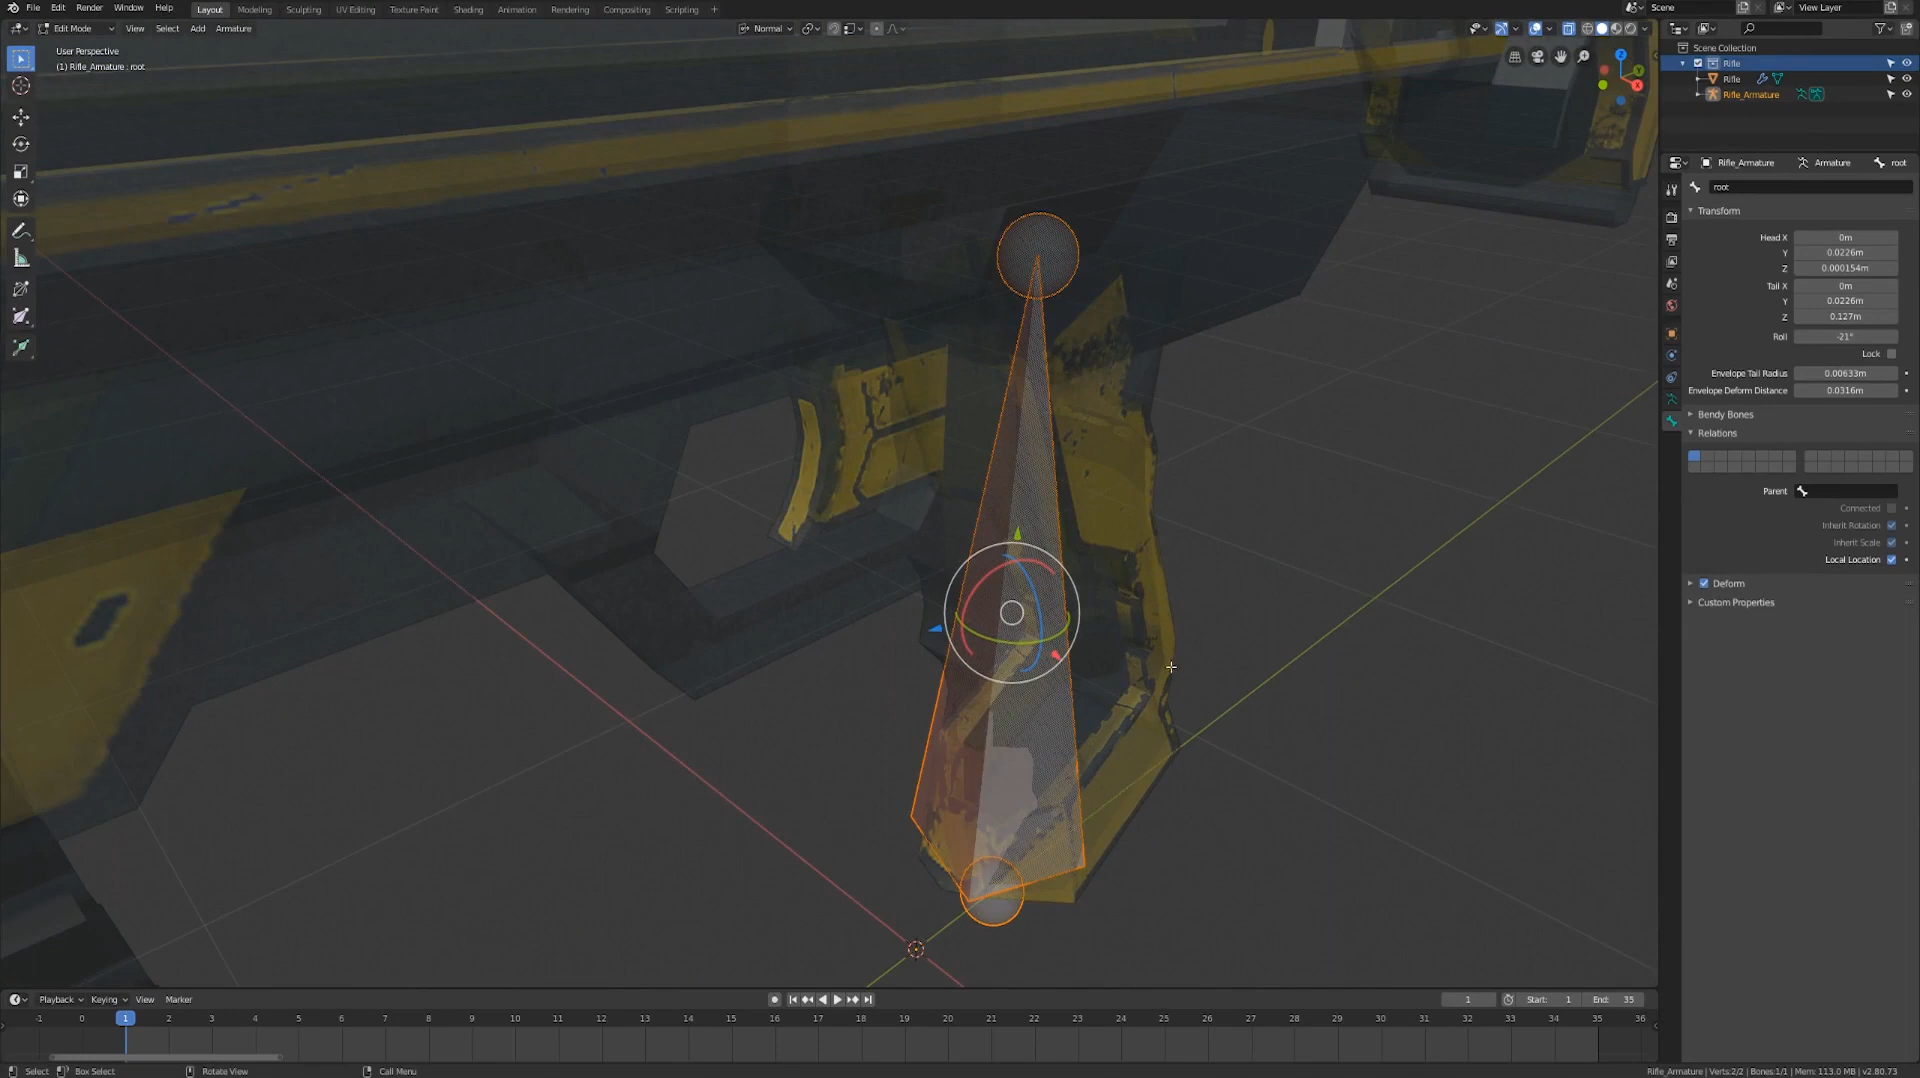 File Edit Render Window Help Layout Modeling Sculpting UV Editing Texture Paint Shading Animation Rendering Compositing Scripting + Scene View Layer
Edit Mode View Select Add Armature Normal
User Perspective
(1) Rifle_Armature : root
Z
Y
X
Scene Collection
Rifle
Rifle
Rifle_Armature
Rifle_Armature Armature root
root
Transform
Head X 0m
Y 0.0226m
Z 0.000154m
Tail X 0m
Y 0.0226m
Z 0.127m
Roll -21°
Lock
Envelope Tail Radius 0.00633m
Envelope Deform Distance 0.0316m
Bendy Bones
Relations
Parent
Connected
Inherit Rotation
Inherit Scale
Local Location
Deform
Custom Properties
Playback Keying View Marker 1 Start: 1 End: 35
-1 0 1 2 3 4 5 6 7 8 9 10 11 12 13 14 15 16 17 18 19 20 21 22 23 24 25 26 27 28 29 30 31 32 33 34 35 36
Select Box Select Rotate View Call Menu Rifle_Armature | Verts:2/2 | Bones:1/1 | Mem: 113.0 MB | v2.80.73